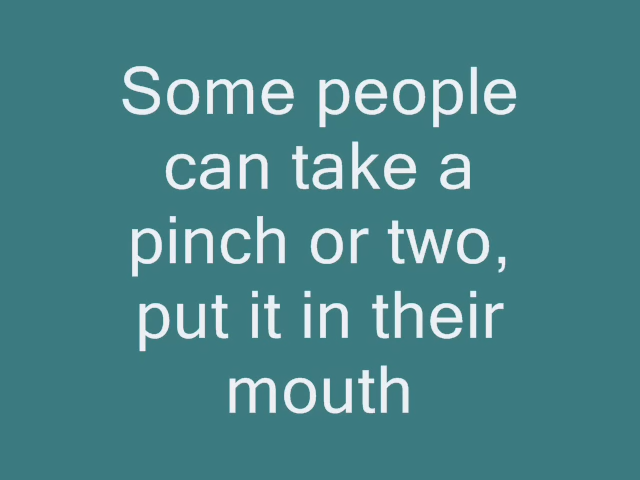 Some people
can take a
pinch or two,
put it in their
mouth